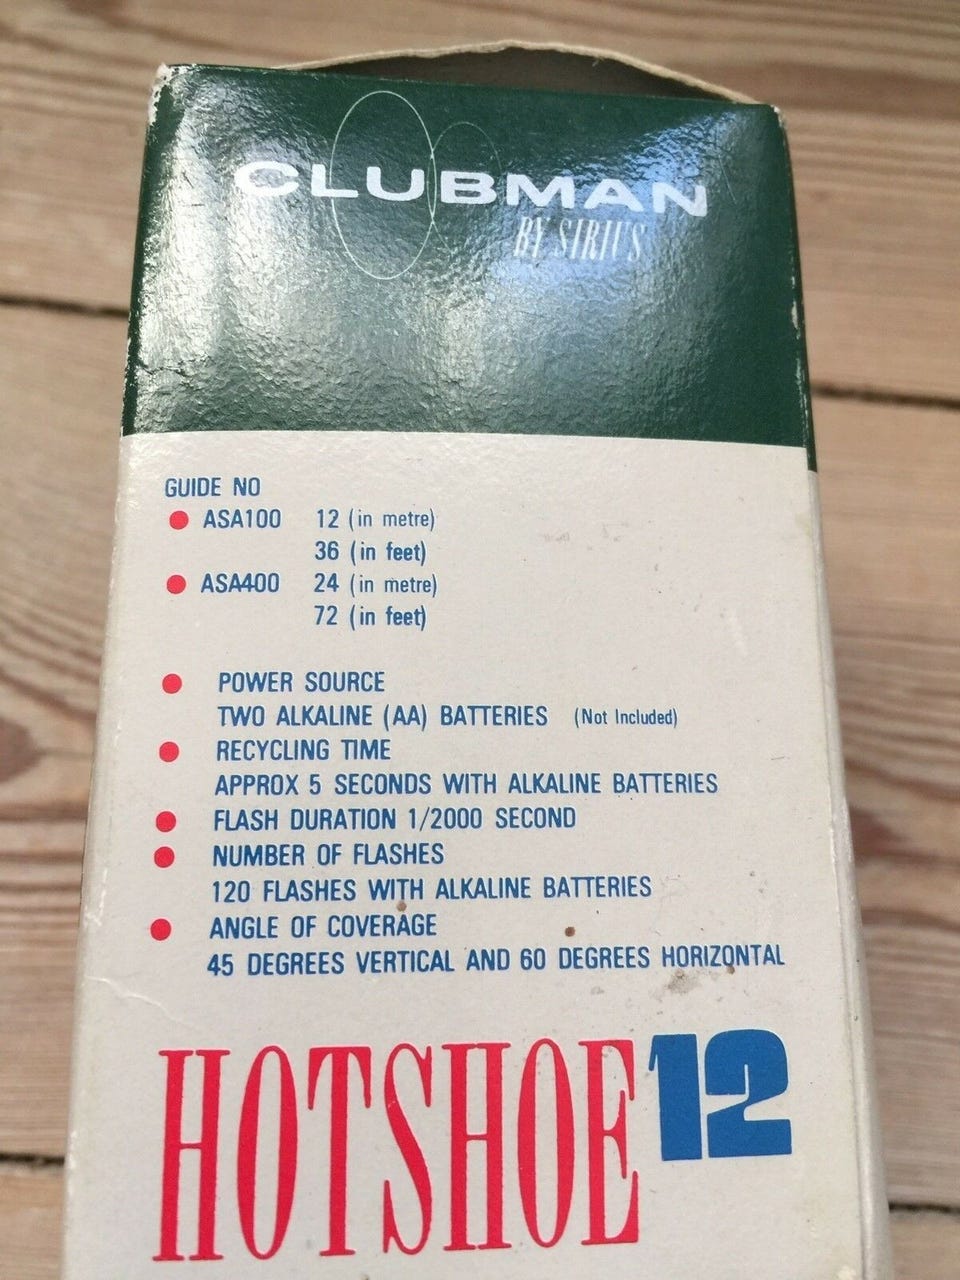 CLUBMAN
BY SIRIUS
GUIDE NO
ASA100 12 (in metre)
36 (in feet)
ASA400 24 (in metre)
72 (in feet)
POWER SOURCE
TWO ALKALINE (AA) BATTERIES (Not Included)
RECYCLING TIME
APPROX 5 SECONDS WITH ALKALINE BATTERIES
FLASH DURATION 1/2000 SECOND
NUMBER OF FLASHES
120 FLASHES WITH ALKALINE BATTERIES
ANGLE OF COVERAGE
45 DEGREES VERTICAL AND 60 DEGREES HORIZONTAL
HOTSHOE 12